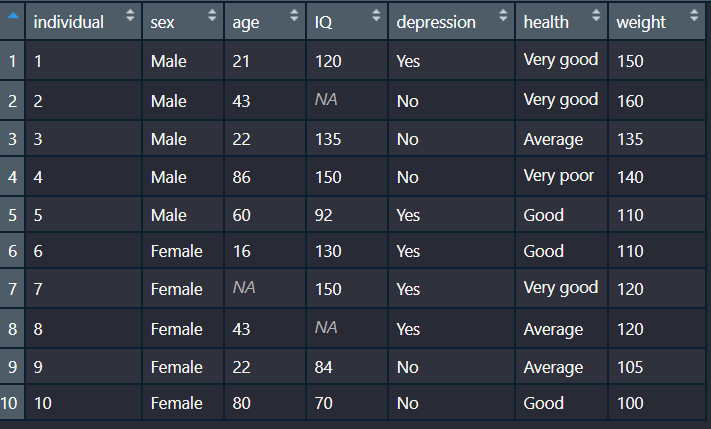 individual sex age IQ depression health weight
1 1 Male 21 120 Yes Very good 150
2 2 Male 43 NA No Very good 160
3 3 Male 22 135 No Average 135
4 4 Male 86 150 No Very poor 140
5 5 Male 60 92 Yes Good 110
6 6 Female 16 130 Yes Good 110
7 7 Female NA 150 Yes Very good 120
8 8 Female 43 NA Yes Average 120
9 9 Female 22 84 No Average 105
10 10 Female 80 70 No Good 100